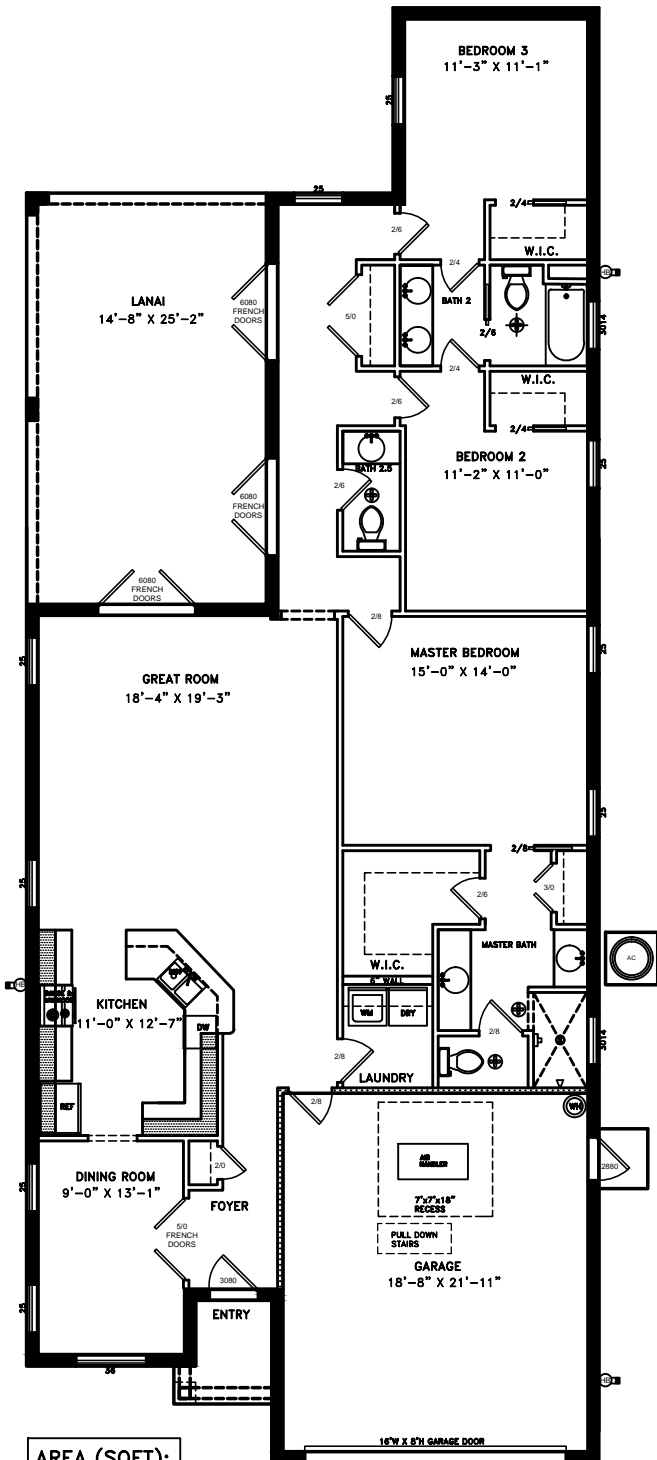 BEDROOM 3
11'-3" X 11'-1"
25
25
2/4
2/6
W.I.C.
2/4
HB
LANAI
14'-8" X 25'-2"
6080
FRENCH
DOORS
5/0
BATH 2
2/6
3014
2/4
W.I.C.
2/6
2/4
BEDROOM 2
11'-2" X 11'-0"
25
BATH 2.5
2/6
6080
FRENCH
DOORS
6080
FRENCH
DOORS
2/8
25
GREAT ROOM
18'-4" X 19'-3"
MASTER BEDROOM
15'-0" X 14'-0"
25
25
2/8
25
2/6
3/0
W.I.C.
6" WALL
MASTER BATH
AC
HB
KITCHEN
11'-0" X 12'-7"
DW
WM
DRY
2/8
3014
2/8
LAUNDRY
REF
2/8
WH
DINING ROOM
9'-0" X 13'-1"
2/0
FOYER
AIR
HANDLER
2880
25
7'x7'x18"
RECESS
5/0
FRENCH
DOORS
PULL DOWN
STAIRS
GARAGE
18'-8" X 21'-11"
3080
ENTRY
25
HB
16'W X 8'H GARAGE DOOR
AREA (SQFT):